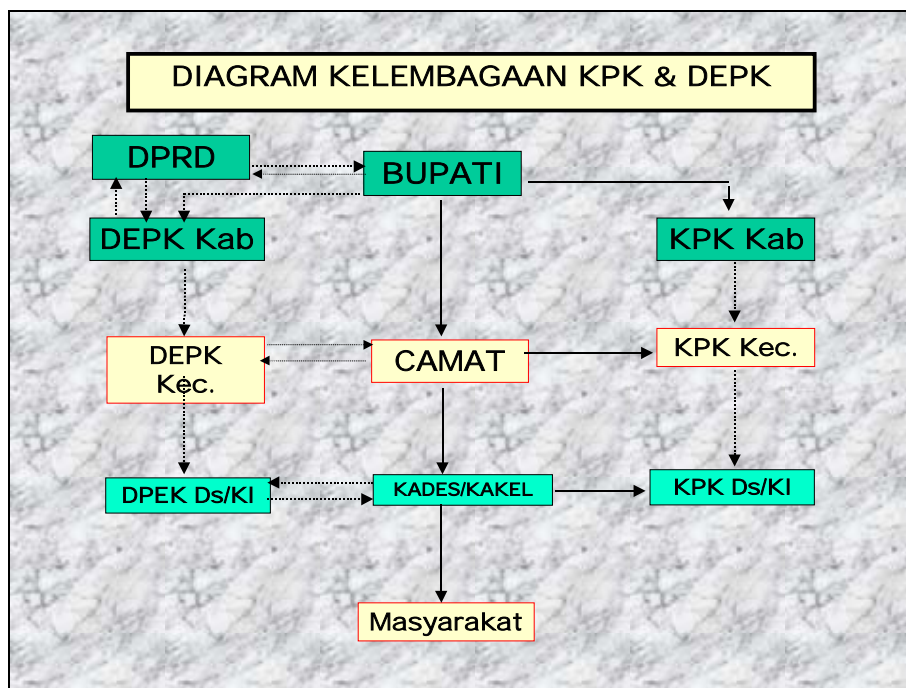 DIAGRAM KELEMBAGAAN KPK & DEPK
DPRD
BUPATI
DEPK Kab
KPK Kab
DEPK
Kec.
CAMAT
KPK Kec.
DPEK Ds/Kl
KADES/KAKEL
KPK Ds/Kl
Masyarakat